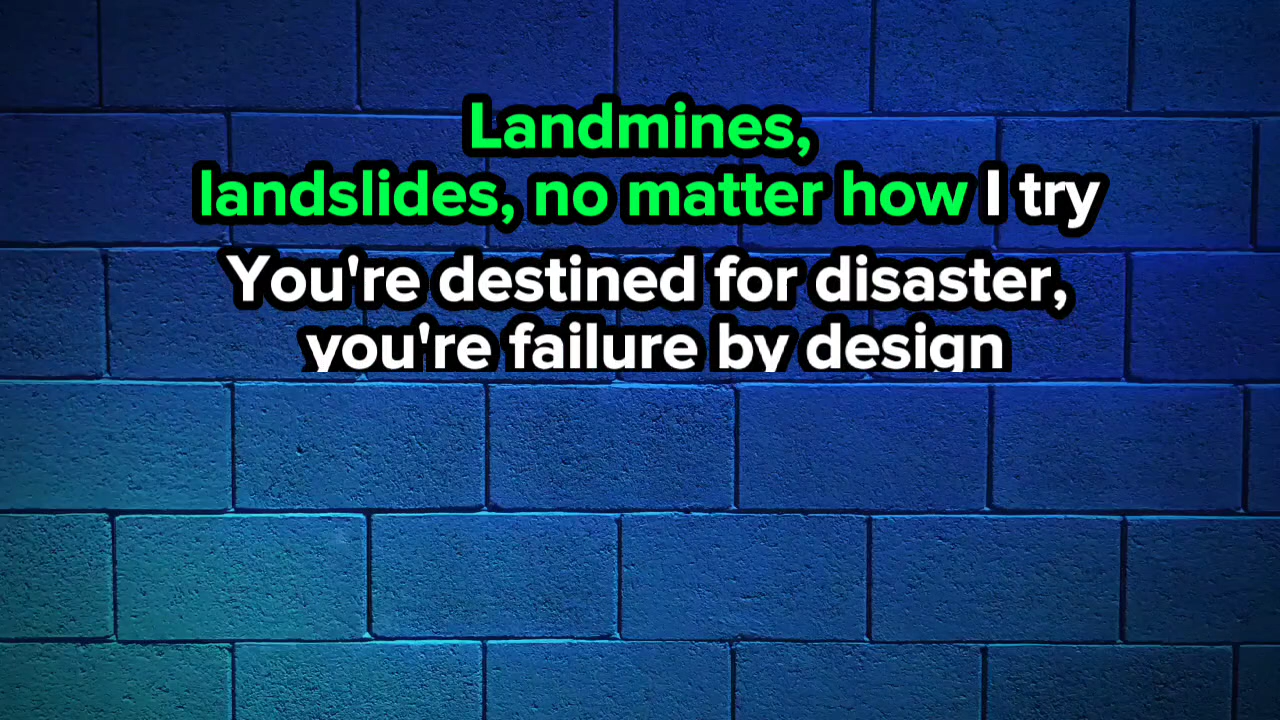 Landmines,
landslides, no matter how I try
You're destined for disaster,
you're failure by design